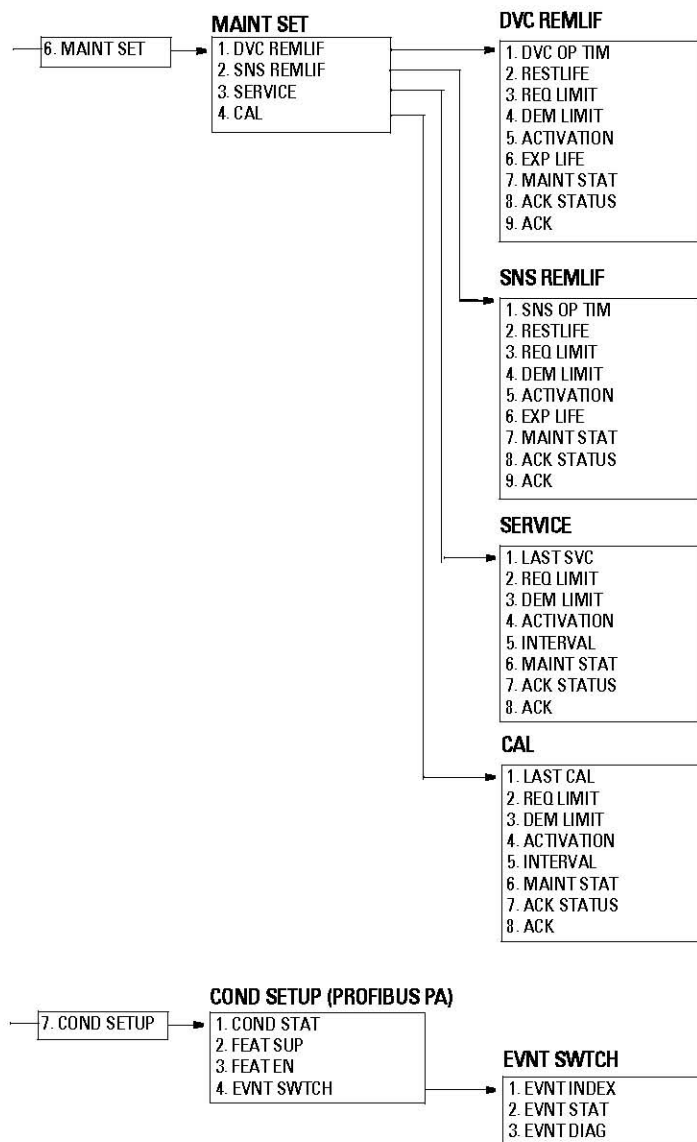 6. MAINT SET
MAINT SET
1. DVC REMLIF
2. SNS REMLIF
3. SERVICE
4. CAL
DVC REMLIF
1. DVC OP TIM
2. RESTLIFE
3. REQ LIMIT
4. DEM LIMIT
5. ACTIVATION
6. EXP LIFE
7. MAINT STAT
8. ACK STATUS
9. ACK
SNS REMLIF
1. SNS OP TIM
2. RESTLIFE
3. REQ LIMIT
4. DEM LIMIT
5. ACTIVATION
6. EXP LIFE
7. MAINT STAT
8. ACK STATUS
9. ACK
SERVICE
1. LAST SVC
2. REQ LIMIT
3. DEM LIMIT
4. ACTIVATION
5. INTERVAL
6. MAINT STAT
7. ACK STATUS
8. ACK
CAL
1. LAST CAL
2. REQ LIMIT
3. DEM LIMIT
4. ACTIVATION
5. INTERVAL
6. MAINT STAT
7. ACK STATUS
8. ACK
7. COND SETUP
COND SETUP (PROFIBUS PA)
1. COND STAT
2. FEAT SUP
3. FEAT EN
4. EVNT SWTCH
EVNT SWTCH
1. EVNT INDEX
2. EVNT STAT
3. EVNT DIAG